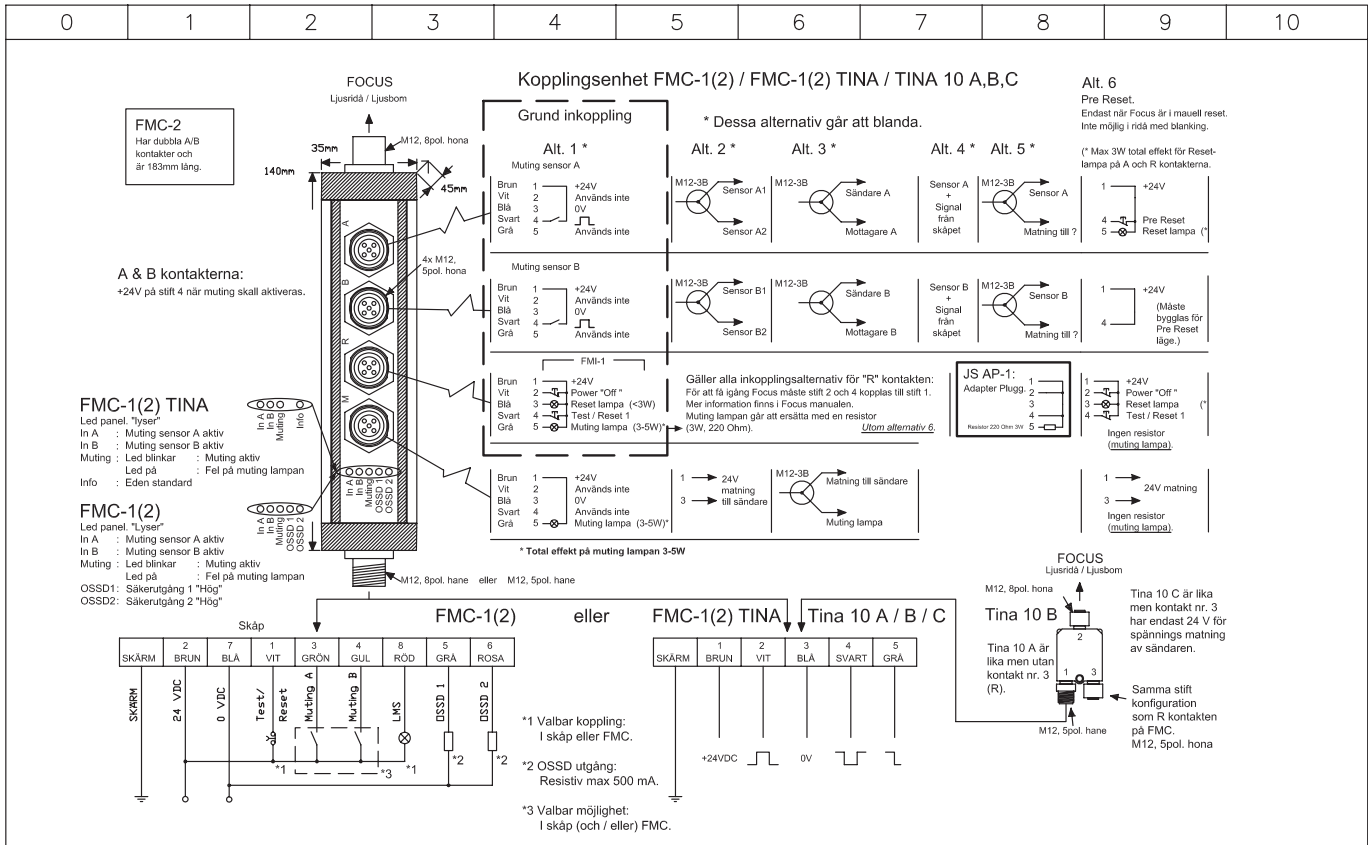 0 1 2 3 4 5 6 7 8 9 10
Kopplingsenhet FMC-1(2) / FMC-1(2) TINA / TINA 10 A,B,C
FMC-2
Har dubbla A/B
kontakter och
är 183mm lång.
FOCUS
Ljusridå / Ljusbom
M12, 8pol. hona
35mm
140mm
45mm
A
B
R
M
4x M12,
5pol. hona
A & B kontakterna:
+24V på stift 4 när muting skall aktiveras.
FMC-1(2) TINA
Led panel. "lyser"
In A : Muting sensor A aktiv
In B : Muting sensor B aktiv
Muting : Led blinkar : Muting aktiv
Led på : Fel på muting lampan
Info : Eden standard
FMC-1(2)
Led panel. "Lyser"
In A : Muting sensor A aktiv
In B : Muting sensor B aktiv
Muting : Led blinkar : Muting aktiv
Led på : Fel på muting lampan
OSSD1: Säkerutgång 1 "Hög"
OSSD2: Säkerutgång 2 "Hög"
In A
In B
Muting
Info
In A
In B
Muting
OSSD 1
OSSD 2
In A
In B
Muting
OSSD 1
OSSD 2
M12, 8pol. hane eller M12, 5pol. hane
Grund inkoppling
Alt. 1 *
Muting sensor A
Brun 1 +24V
Vit 2 Används inte
Blå 3 0V
Svart 4
Grå 5 Används inte
Muting sensor B
Brun 1 +24V
Vit 2 Används inte
Blå 3 0V
Svart 4
Grå 5 Används inte
FMI-1
Brun 1 +24V
Vit 2 Power "Off "
Blå 3 Reset lampa (<3W)
Svart 4 Test / Reset 1
Grå 5 Muting lampa (3-5W)*
Brun 1 +24V
Vit 2 Används inte
Blå 3 0V
Svart 4 Används inte
Grå 5 Muting lampa (3-5W)*
* Total effekt på muting lampan 3-5W
* Dessa alternativ går att blanda.
Alt. 2 *
M12-3B
Sensor A1
Sensor A2
M12-3B
Sensor B1
Sensor B2
Alt. 3 *
M12-3B
Sändare A
Mottagare A
M12-3B
Sändare B
Mottagare B
Alt. 4 *
Sensor A
+
Signal
från
skåpet
Sensor B
+
Signal
från
skåpet
Alt. 5 *
M12-3B
Sensor A
Matning till ?
M12-3B
Sensor B
Matning till ?
Gäller alla inkopplingsalternativ för "R" kontakten:
För att få igång Focus måste stift 2 och 4 kopplas till stift 1.
Mer information finns i Focus manualen.
Muting lampan går att ersätta med en resistor
(3W, 220 Ohm). Utom alternativ 6.
1 24V
matning
3 till sändare
M12-3B
Matning till sändare
Muting lampa
JS AP-1:
Adapter Plugg.
1
2
3
4
Resistor 220 Ohm 3W 5
Alt. 6
Pre Reset.
Endast när Focus är i mauell reset.
Inte möjlig i ridå med blanking.
(* Max 3W total effekt för Reset-
lampa på A och R kontakterna.
1 +24V
4 Pre Reset
5 Reset lampa (*
1 +24V
4
(Måste
bygglas för
Pre Reset
läge.)
1 +24V
2 Power "Off "
3 Reset lampa (*
4 Test / Reset 1
Ingen resistor
(muting lampa).
1
24V matning
3
Ingen resistor
(muting lampa).
FMC-1(2) eller FMC-1(2) TINA Tina 10 A / B / C
Skåp
SKÄRM
2 BRUN
7 BLÅ
1 VIT
3 GRÖN
4 GUL
8 RÖD
5 GRÅ
6 ROSA
SKÄRM
24 VDC
0 VDC
Test/
Reset
Muting A
Muting B
LMS
OSSD 1
OSSD 2
*1
*3
*1
*2
*2
*1 Valbar koppling:
I skåp eller FMC.
*2 OSSD utgång:
Resistiv max 500 mA.
*3 Valbar möjlighet:
I skåp (och / eller) FMC.
SKÄRM
1 BRUN
2 VIT
3 BLÅ
4 SVART
5 GRÅ
+24VDC
0V
FOCUS
Ljusridå / Ljusbom
M12, 8pol. hona
Tina 10 B
Tina 10 A är
lika men utan
kontakt nr. 3
(R).
2
1 3
M12, 5pol. hane
Tina 10 C är lika
men kontakt nr. 3
har endast 24 V för
spännings matning
av sändaren.
Samma stift
konfiguration
som R kontakten
på FMC.
M12, 5pol. hona